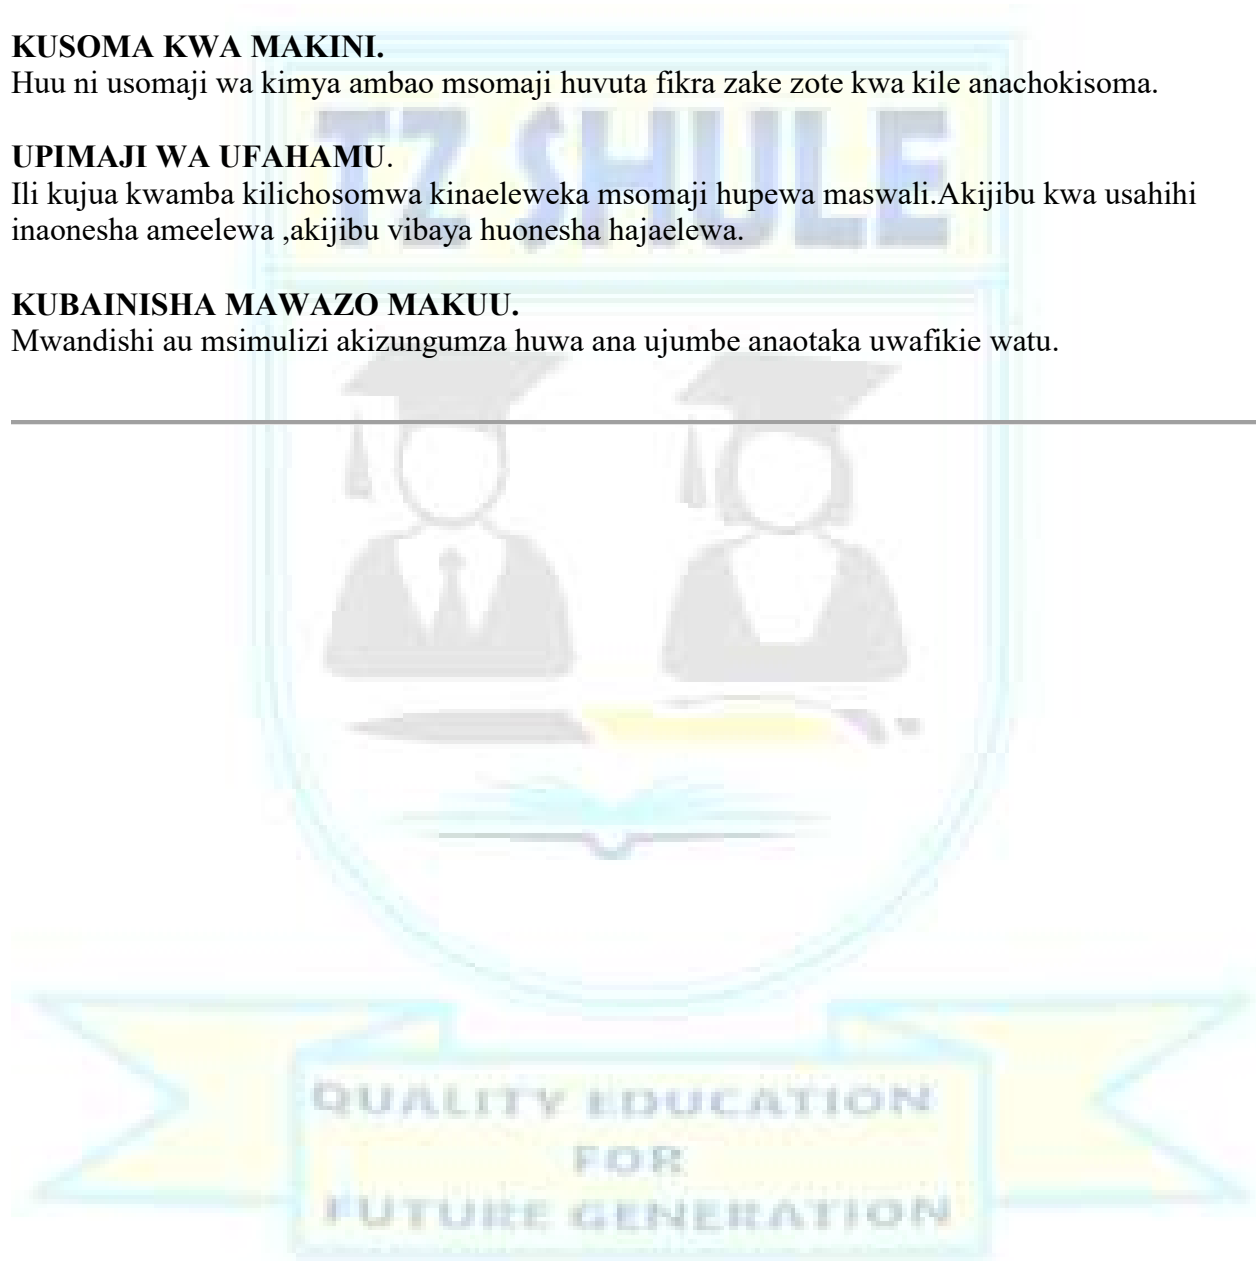 KUSOMA KWA MAKINI.
Huu ni usomaji wa kimya ambao msomaji huvuta fikra zake zote kwa kile anachokisoma.
UPIMAJI WA UFAHAMU.
Ili kujua kwamba kilichosomwa kinaeleweka msomaji hupewa maswali.Akijibu kwa usahihi
inaonesha ameelewa ,akijibu vibaya huonesha hajaelewa.
KUBAINISHA MAWAZO MAKUU.
Mwandishi au msimulizi akizungumza huwa ana ujumbe anaotaka uwafikie watu.
TZ SHULE
QUALITY EDUCATION
FOR
FUTURE GENERATION